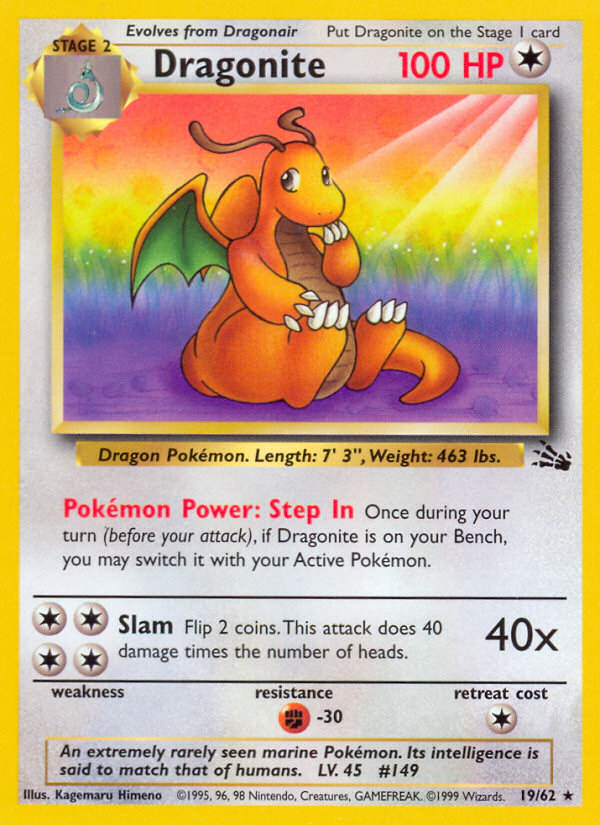 Evolves from Dragonair Put Dragonite on the Stage 1 card
STAGE 2
Dragonite 100 HP
Dragon Pokémon. Length: 7' 3", Weight: 463 lbs.
Pokémon Power: Step In Once during your
turn (before your attack), if Dragonite is on your Bench,
you may switch it with your Active Pokémon.
Slam Flip 2 coins. This attack does 40
damage times the number of heads.
40x
weakness resistance retreat cost
-30
An extremely rarely seen marine Pokémon. Its intelligence is
said to match that of humans. LV. 45 #149
Illus. Kagemaru Himeno ©1995, 96, 98 Nintendo, Creatures, GAMEFREAK. ©1999 Wizards. 19/62 ★